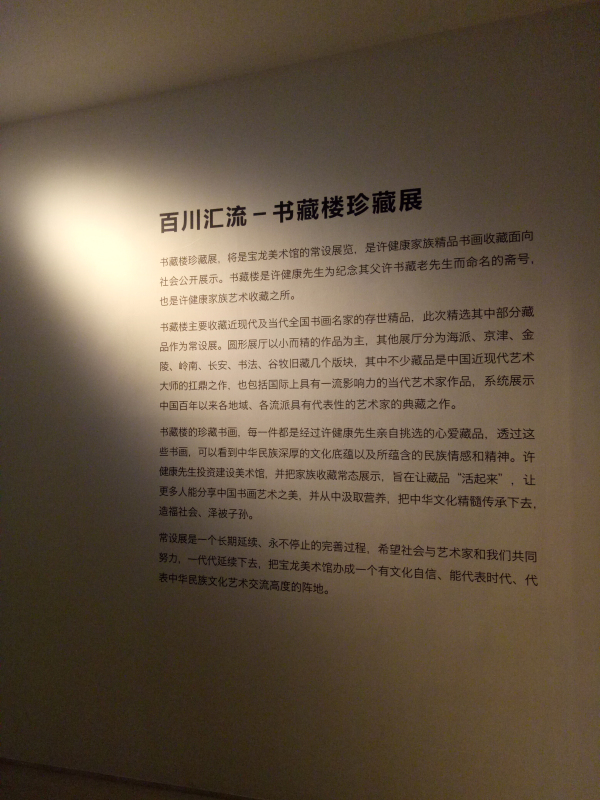 百川汇流－书藏楼珍藏展
书藏楼珍藏展，将是宝龙美术馆的常设展览，是许健康家族精品书画收藏面向
社会公开展示。书藏楼是许健康先生为纪念其父许书藏老先生而命名的斋号，
也是许健康家族艺术收藏之所。
书藏楼主要收藏近现代及当代全国书画名家的存世精品，此次精选其中部分藏
品作为常设展。圆形展厅以小而精的作品为主，其他展厅分为海派、京津、金
陵、岭南、长安、书法、谷牧旧藏几个版块，其中不少藏品是中国近现代艺术
大师的扛鼎之作，也包括国际上具有一流影响力的当代艺术家作品，系统展示
中国百年以来各地域、各流派具有代表性的艺术家的典藏之作。
书藏楼的珍藏书画，每一件都是经过许健康先生亲自挑选的心爱藏品，透过这
些书画，可以看到中华民族深厚的文化底蕴以及所蕴含的民族情感和精神。许
健康先生投资建设美术馆，并把家族收藏常态展示，旨在让藏品“活起来”，让
更多人能分享中国书画艺术之美，并从中汲取营养，把中华文化精髓传承下去，
造福社会、泽被子孙。
常设展是一个长期延续、永不停止的完善过程，希望社会与艺术家和我们共同
努力，一代代延续下去，把宝龙美术馆办成一个有文化自信、能代表时代、代
表中华民族文化艺术交流高度的阵地。